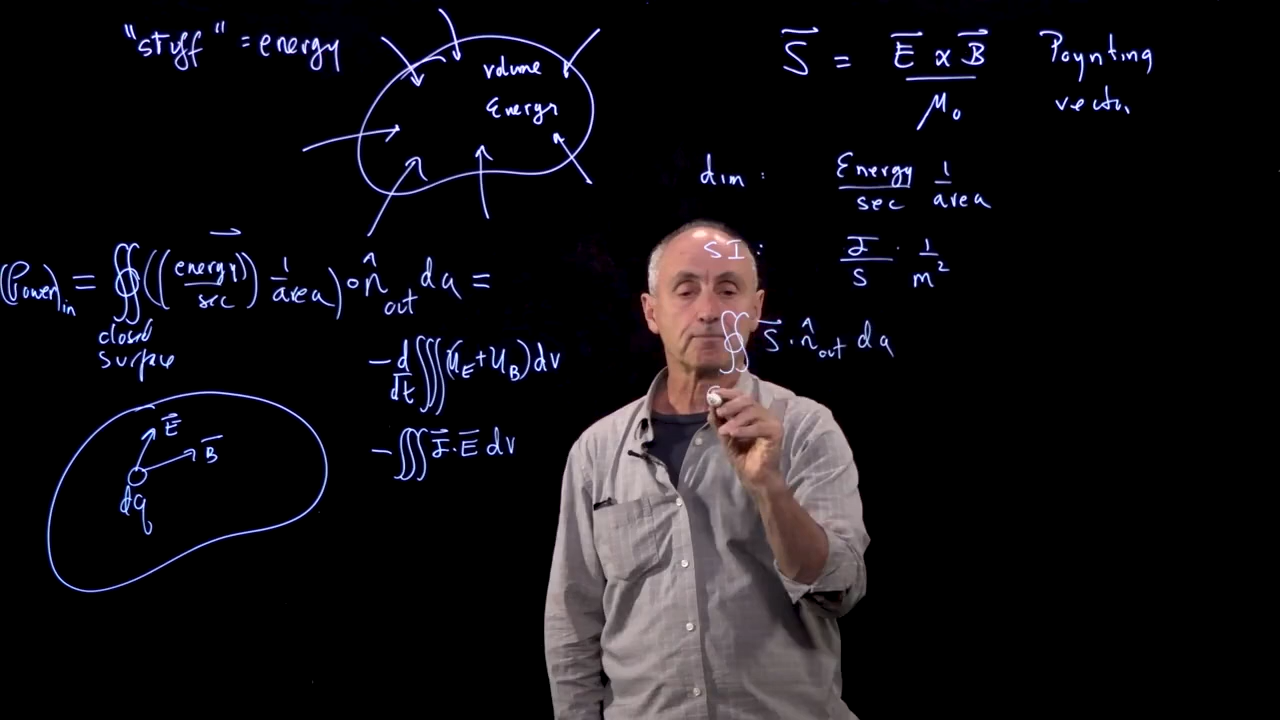 "stuff" = energy
volume
Energy
(Power)in = ∯((energy/sec) 1/area)∘n̂out da =
closed
surface
-d/dt ∭(uE+uB)dv
-∭J⃗·E⃗ dv
E⃗
B⃗
dq
S⃗ = E⃗ x B⃗/μ0 Poynting
vector
dim : Energy/sec 1/area
SI : J/s · 1/m²
∯ S⃗·n̂out da